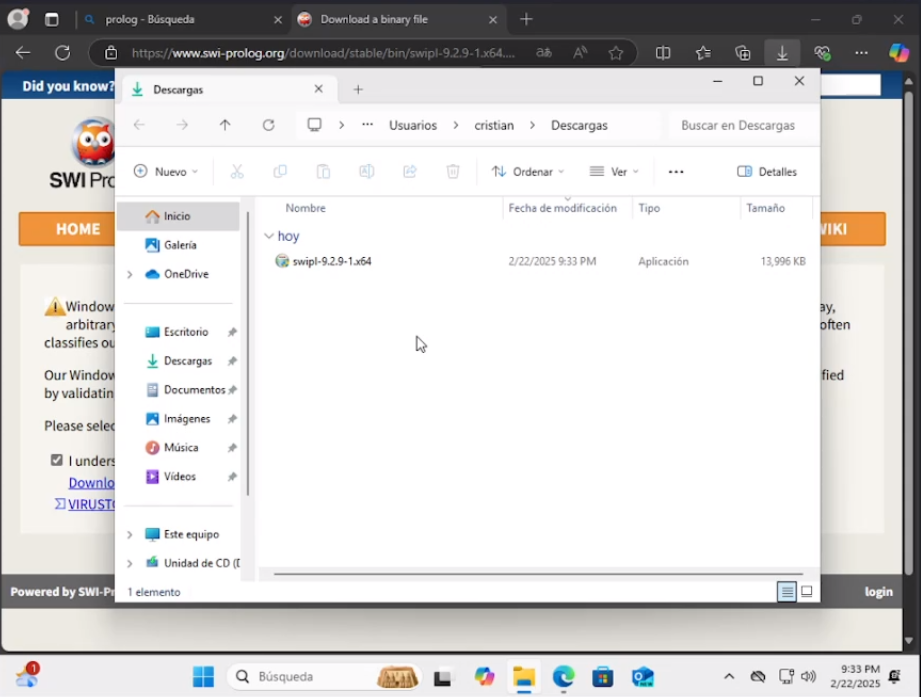 prolog - Búsqueda
Download a binary file
https://www.swi-prolog.org/download/stable/bin/swipl-9.2.9-1.x64....
Did you know?
Descargas
Usuarios > cristian > Descargas
Buscar en Descargas
Nuevo
Ordenar
Ver
Detalles
SWI Pro
HOME
WIKI
Inicio
Galería
OneDrive
Escritorio
Descargas
Documentos
Imágenes
Música
Vídeos
Este equipo
Unidad de CD (D
Nombre
Fecha de modificación
Tipo
Tamaño
hoy
swipl-9.2.9-1.x64
2/22/2025 9:33 PM
Aplicación
13,996 KB
1 elemento
Window
arbitrary
classifies ou
ay,
often
Our Window
by validatin
fied
Please selec
I unders
Downlo
VIRUSTO
Powered by SWI-Pr
login
1
Búsqueda
9:33 PM
2/22/2025